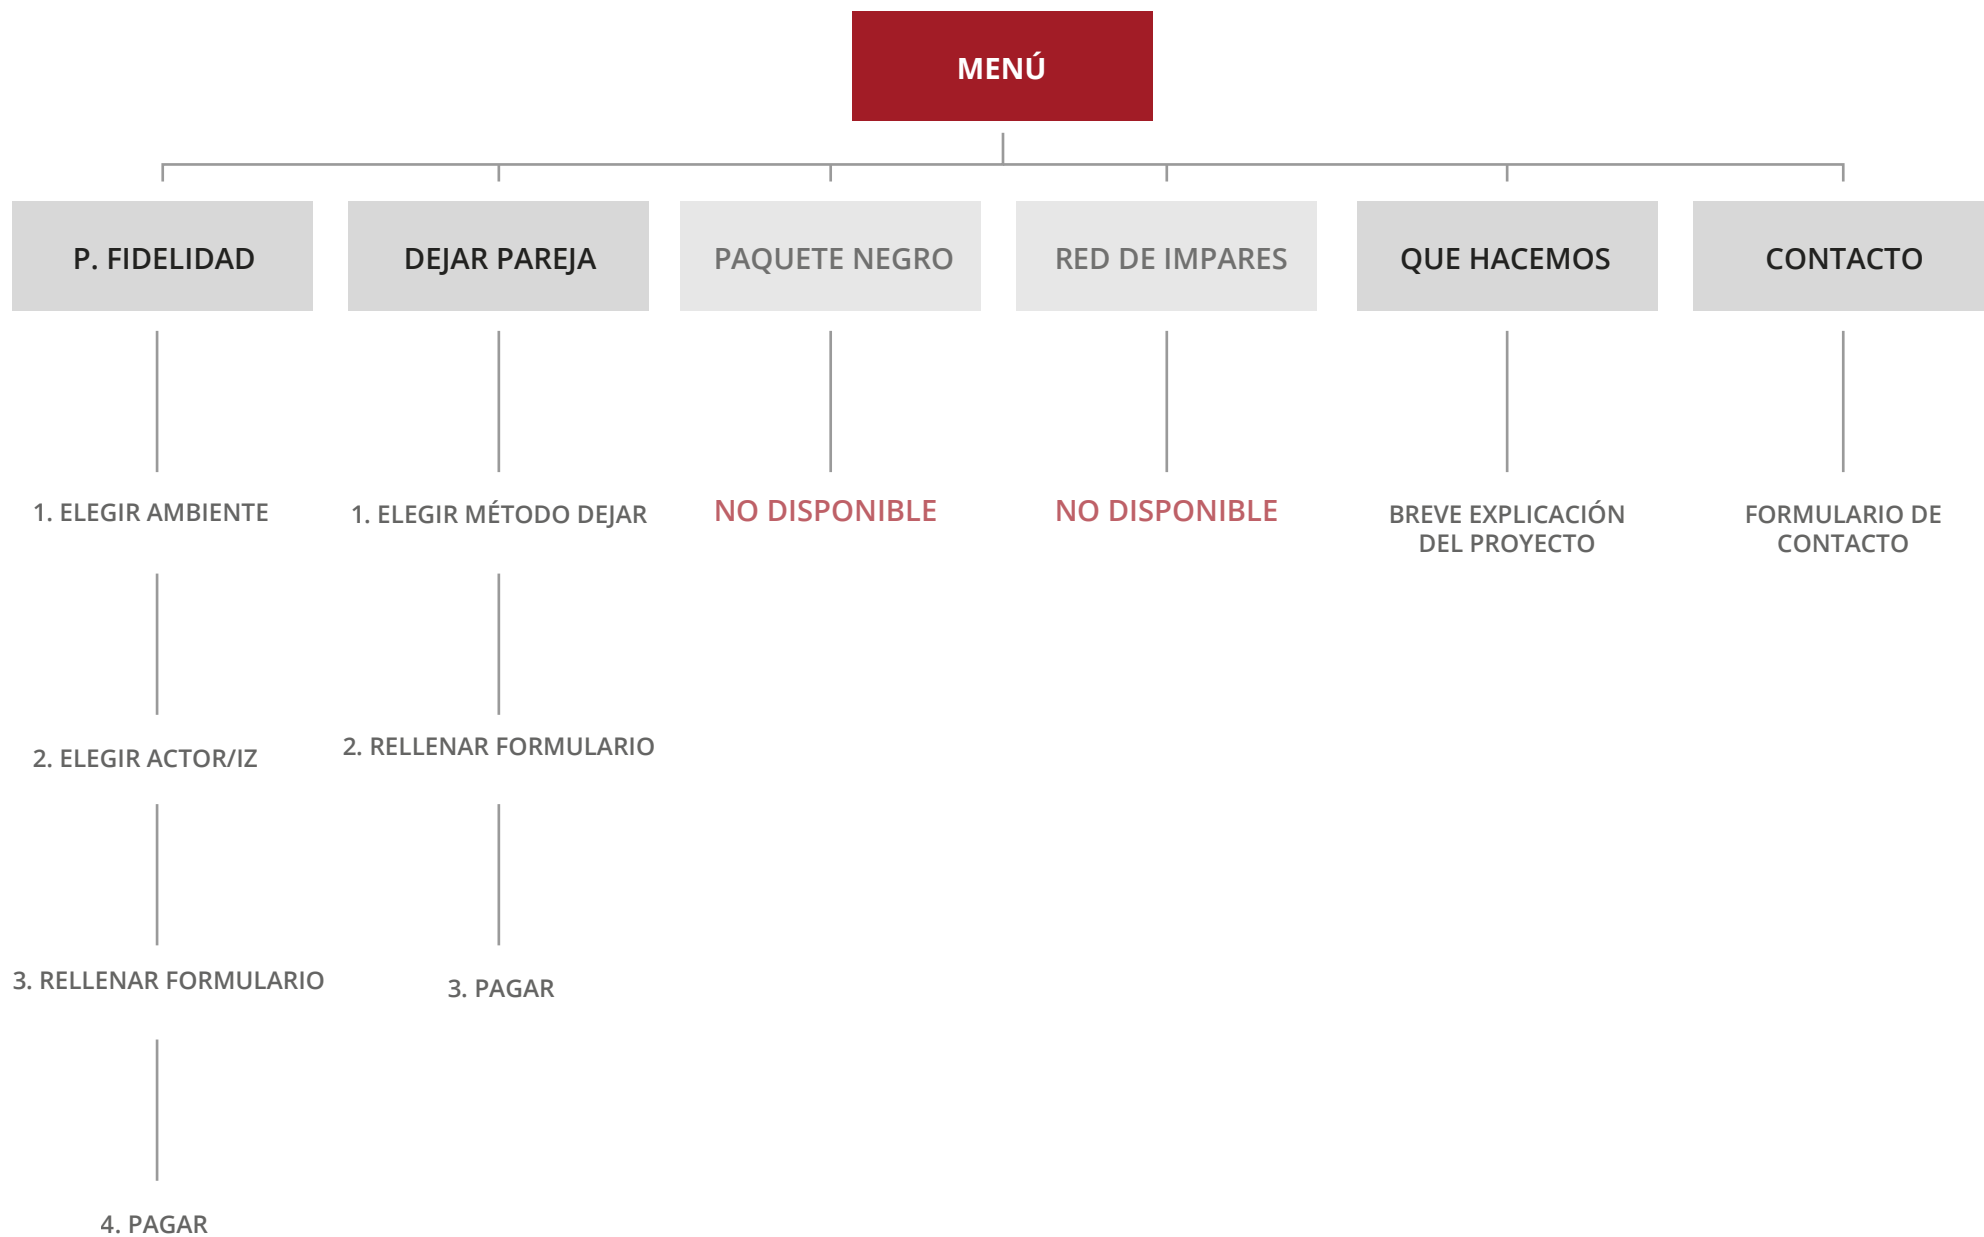 MENÚ
P. FIDELIDAD
DEJAR PAREJA
PAQUETE NEGRO
RED DE IMPARES
QUE HACEMOS
CONTACTO
1. ELEGIR AMBIENTE
1. ELEGIR MÉTODO DEJAR
NO DISPONIBLE
NO DISPONIBLE
BREVE EXPLICACIÓN
DEL PROYECTO
FORMULARIO DE
CONTACTO
2. ELEGIR ACTOR/IZ
2. RELLENAR FORMULARIO
3. RELLENAR FORMULARIO
3. PAGAR
4. PAGAR